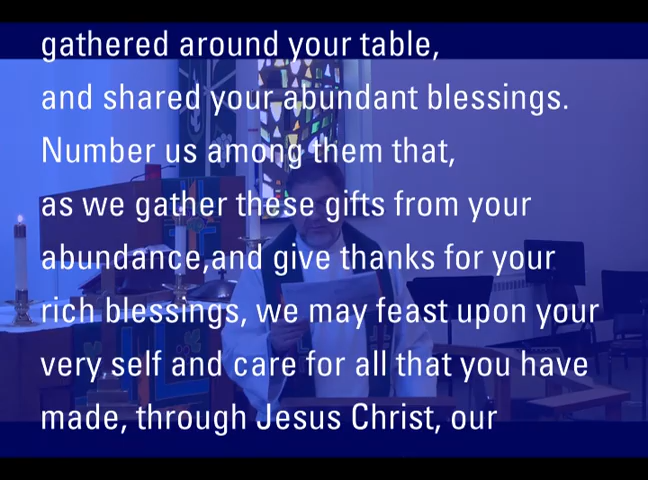 gathered around your table,
and shared your abundant blessings.
Number us among them that,
as we gather these gifts from your
abundance,and give thanks for your
rich blessings, we may feast upon your
very self and care for all that you have
made, through Jesus Christ, our